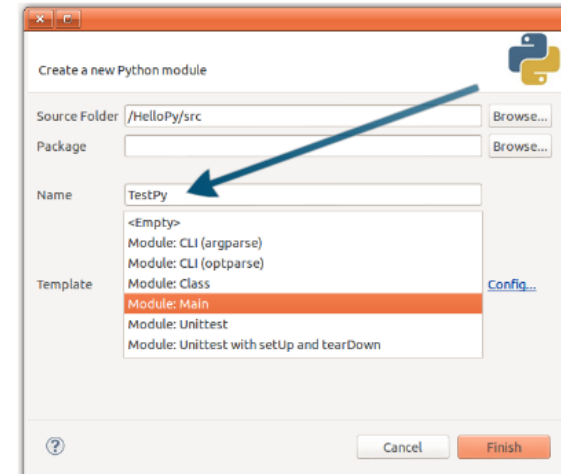 Create a new Python module
Source Folder /HelloPy/src Browse...
Package Browse...
Name TestPy
<Empty>
Module: CLI (argparse)
Module: CLI (optparse)
Template Module: Class Config...
Module: Main
Module: Unittest
Module: Unittest with setUp and tearDown
? Cancel Finish